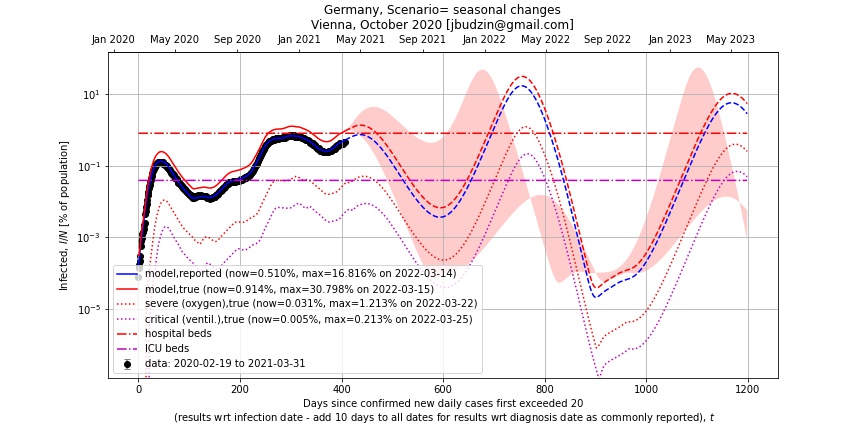 Germany, Scenario= seasonal changes
Vienna, October 2020 [jbudzin@gmail.com]
Jan 2020 May 2020 Sep 2020 Jan 2021 May 2021 Sep 2021 Jan 2022 May 2022 Sep 2022 Jan 2023 May 2023
Infected, I/N [% of population]
10¹
10⁻¹
10⁻³
10⁻⁵
model,reported (now=0.510%, max=16.816% on 2022-03-14)
model,true (now=0.914%, max=30.798% on 2022-03-15)
severe (oxygen),true (now=0.031%, max=1.213% on 2022-03-22)
critical (ventil.),true (now=0.005%, max=0.213% on 2022-03-25)
hospital beds
ICU beds
data: 2020-02-19 to 2021-03-31
0 200 400 600 800 1000 1200
Days since confirmed new daily cases first exceeded 20
(results wrt infection date - add 10 days to all dates for results wrt diagnosis date as commonly reported), t